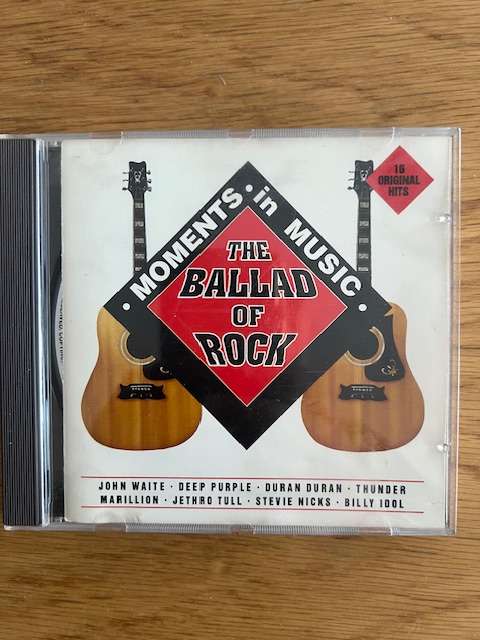 16
ORIGINAL
HITS
· MOMENTS · in MUSIC ·
THE
BALLAD
OF
ROCK
JOHN WAITE · DEEP PURPLE · DURAN DURAN · THUNDER
MARILLION · JETHRO TULL · STEVIE NICKS · BILLY IDOL